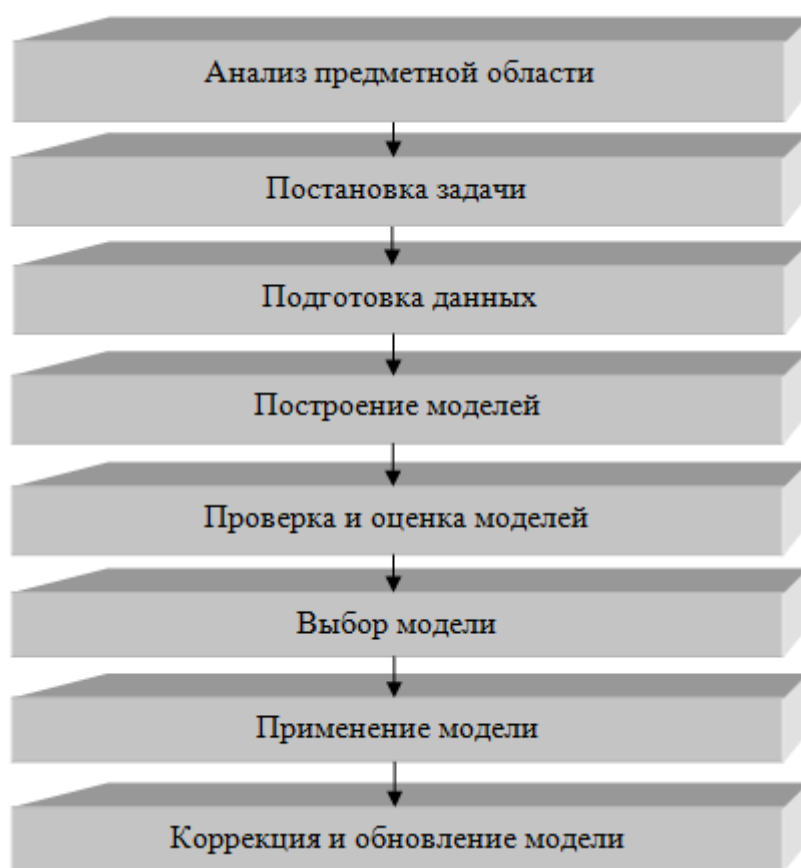 Анализ предметной области
Постановка задачи
Подготовка данных
Построение моделей
Проверка и оценка моделей
Выбор модели
Применение модели
Коррекция и обновление модели